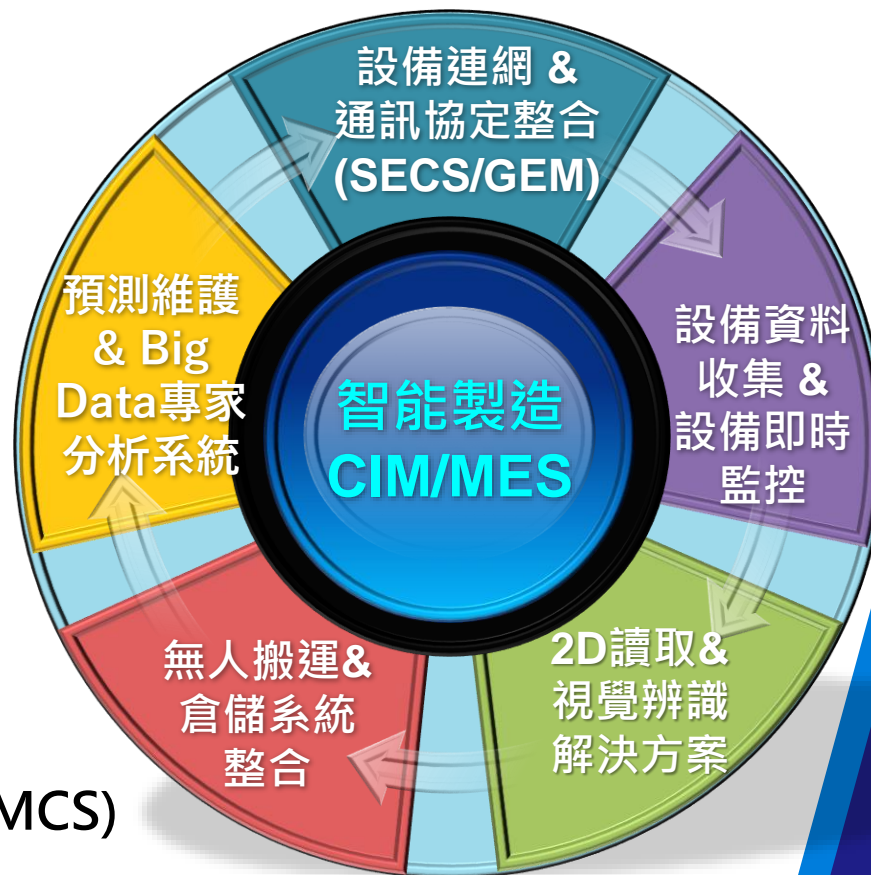 設備連網 &
通訊協定整合
(SECS/GEM)
設備資料
收集 &
設備即時
監控
2D讀取&
視覺辨識
解決方案
無人搬運&
倉儲系統
整合
預測維護
& Big
Data專家
分析系統
智能製造
CIM/MES
MCS)